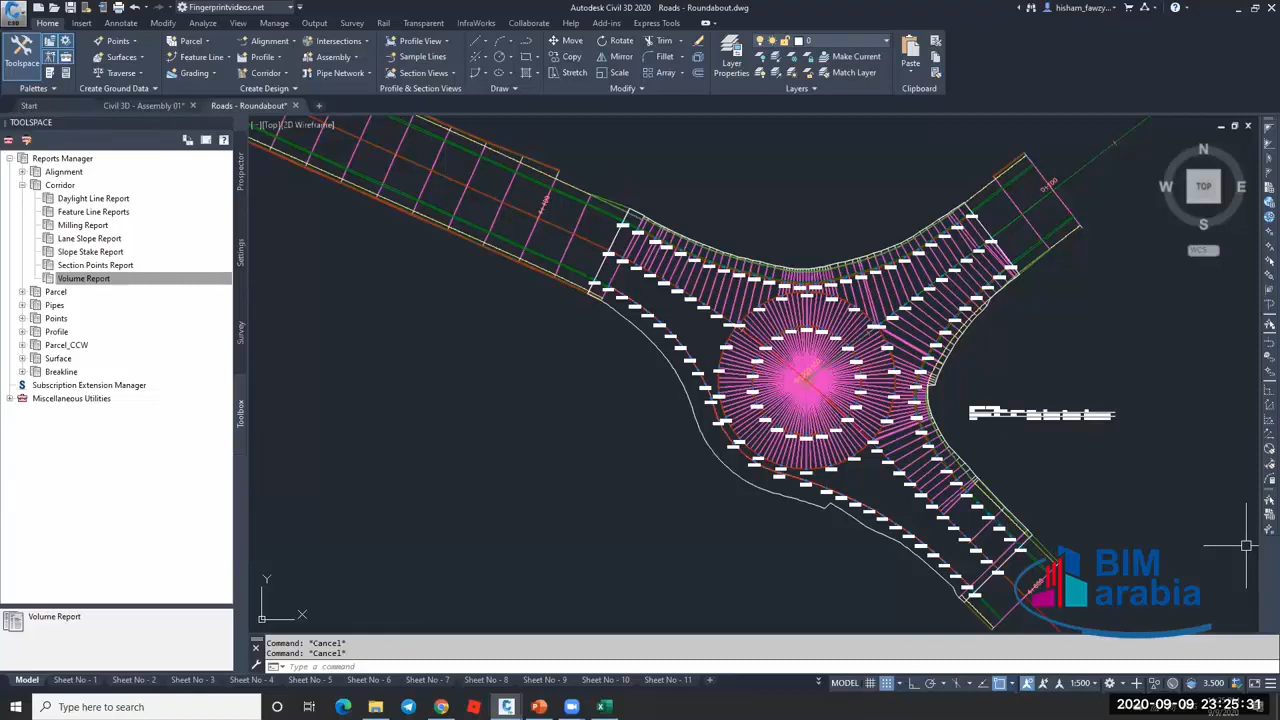 Fingerprintvideos.net
Autodesk Civil 3D 2020   Roads - Roundabout.dwg
hisham_fawzy...
Home Insert Annotate Modify Analyze View Manage Output Survey Rail Transparent InfraWorks Collaborate Help Add-ins Express Tools
Toolspace
Points
Surfaces
Traverse
Parcel
Feature Line
Grading
Alignment
Profile
Corridor
Intersections
Assembly
Pipe Network
Profile View
Sample Lines
Section Views
Move
Copy
Stretch
Rotate
Mirror
Scale
Trim
Fillet
Array
Layer
Properties
0
Make Current
Match Layer
Paste
Palettes
Create Ground Data
Create Design
Profile & Section Views
Draw
Modify
Layers
Clipboard
Start
Civil 3D - Assembly 01*
Roads - Roundabout*
TOOLSPACE
Reports Manager
Alignment
Corridor
Daylight Line Report
Feature Line Reports
Milling Report
Lane Slope Report
Slope Stake Report
Section Points Report
Volume Report
Parcel
Pipes
Points
Profile
Parcel_CCW
Surface
Breakline
Subscription Extension Manager
Miscellaneous Utilities
Prospector
Settings
Survey
Toolbox
Volume Report
[-][Top][2D Wireframe]
N
W TOP E
S
WCS
Y
X
BIM
arabia
Command: *Cancel*
Command: *Cancel*
Type a command
Model Sheet No - 1 Sheet No - 2 Sheet No - 3 Sheet No - 4 Sheet No - 5 Sheet No - 6 Sheet No - 7 Sheet No - 8 Sheet No - 9 Sheet No - 10 Sheet No - 11
MODEL
1:500
3.500
Type here to search
2020-09-09 23:25:31